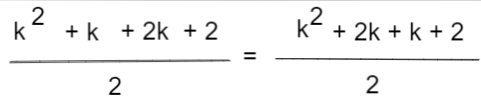 k² + k + 2k + 2 / 2 = k² + 2k + k + 2 / 2